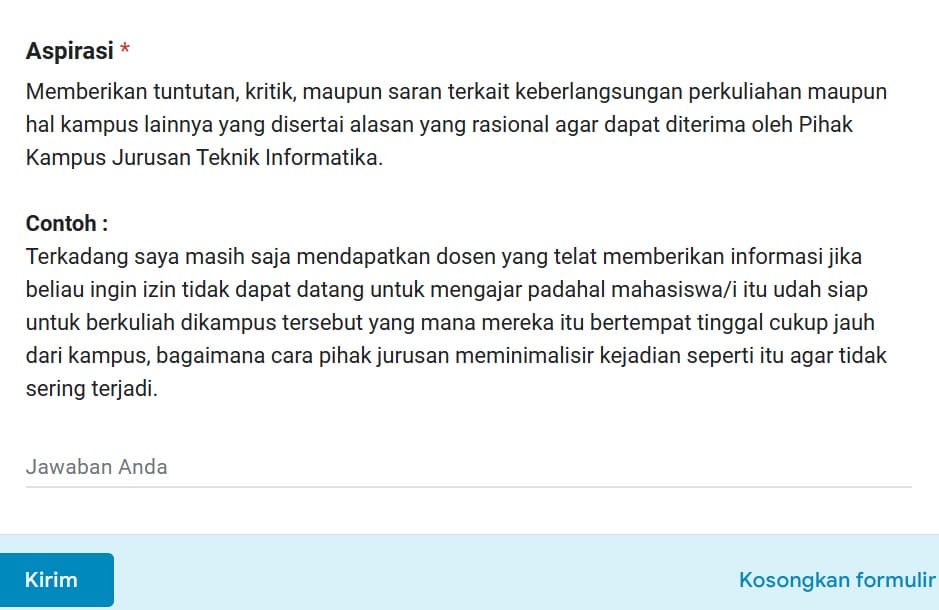 Aspirasi *
Memberikan tuntutan, kritik, maupun saran terkait keberlangsungan perkuliahan maupun
hal kampus lainnya yang disertai alasan yang rasional agar dapat diterima oleh Pihak
Kampus Jurusan Teknik Informatika.
Contoh :
Terkadang saya masih saja mendapatkan dosen yang telat memberikan informasi jika
beliau ingin izin tidak dapat datang untuk mengajar padahal mahasiswa/i itu udah siap
untuk berkuliah dikampus tersebut yang mana mereka itu bertempat tinggal cukup jauh
dari kampus, bagaimana cara pihak jurusan meminimalisir kejadian seperti itu agar tidak
sering terjadi.
Jawaban Anda
Kirim
Kosongkan formulir